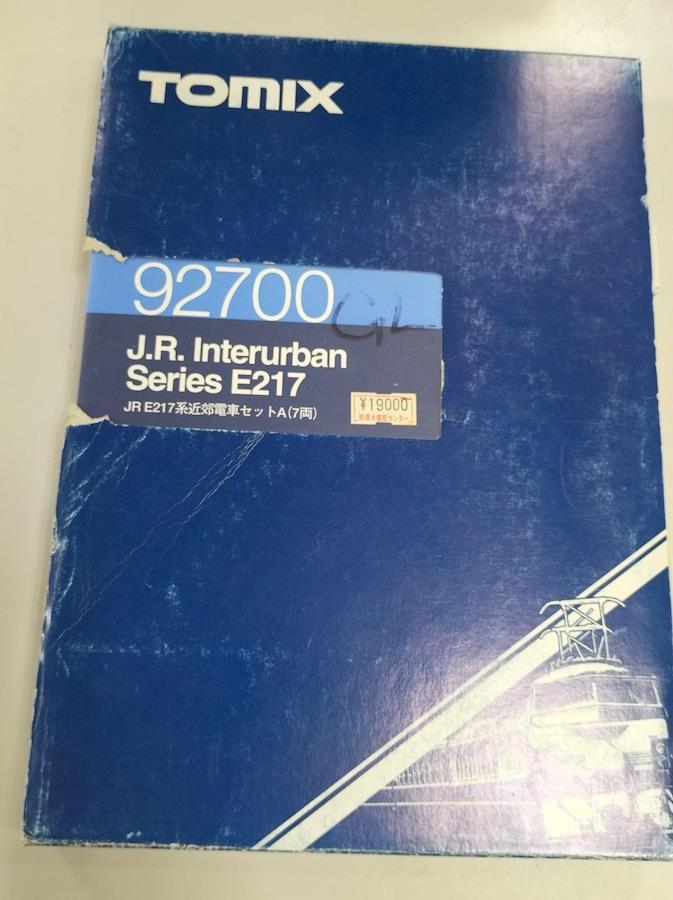 TOMIX
92700
GL
J.R. Interurban
Series E217
JR E217系近郊電車セットA(7両)
¥19000